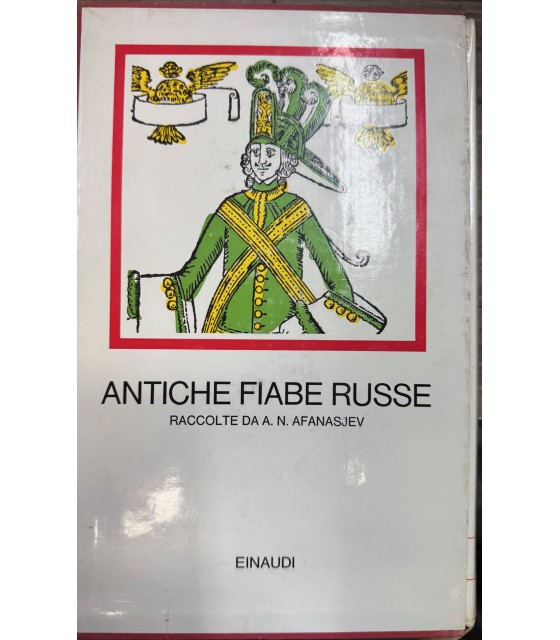 ANTICHE FIABE RUSSE
RACCOLTE DA A. N. AFANASJEV
EINAUDI